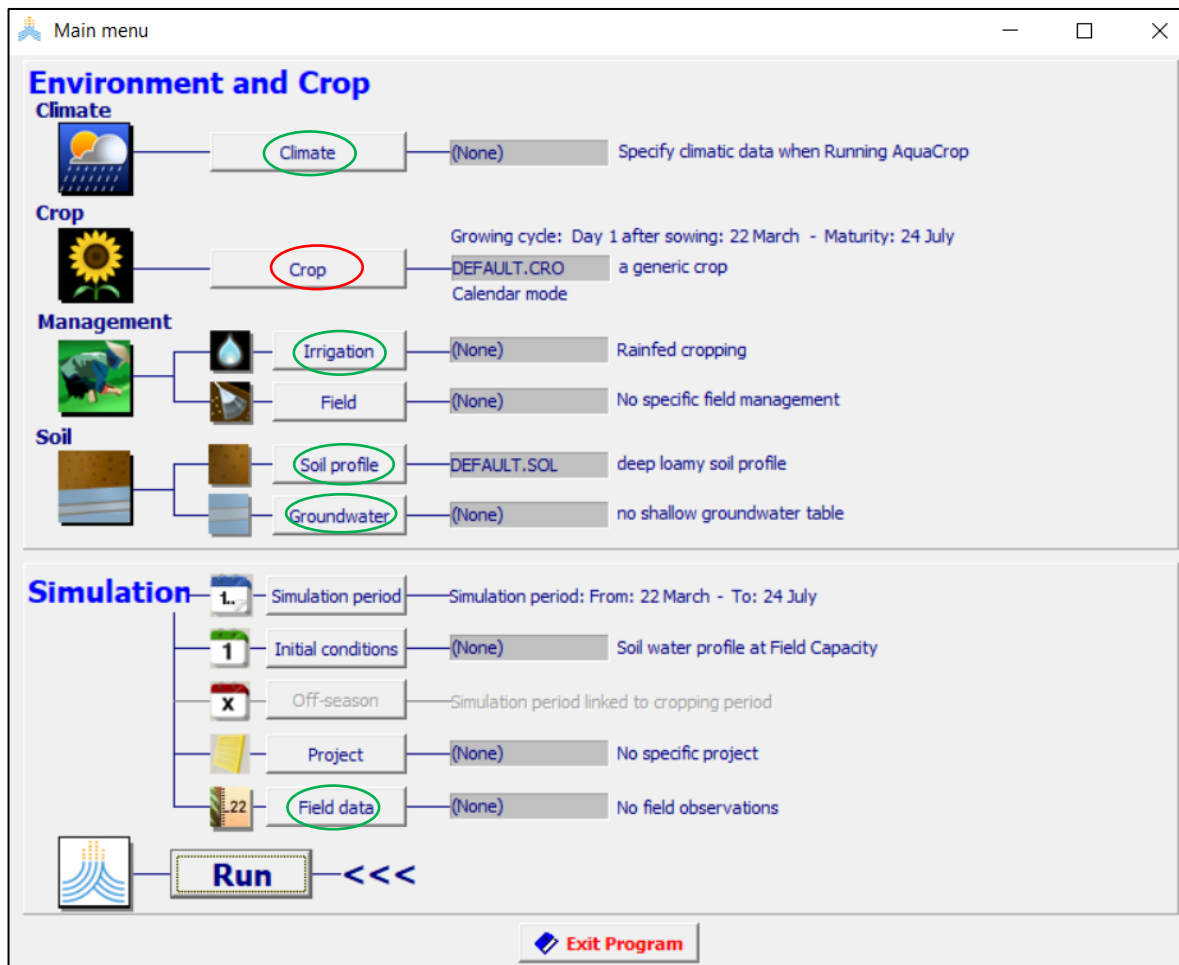 Main menu
Environment and Crop
Climate
Climate (None) Specify climatic data when Running AquaCrop
Crop
Growing cycle: Day 1 after sowing: 22 March - Maturity: 24 July
Crop DEFAULT.CRO a generic crop
Calendar mode
Management
Irrigation (None) Rainfed cropping
Field (None) No specific field management
Soil
Soil profile DEFAULT.SOL deep loamy soil profile
Groundwater (None) no shallow groundwater table
Simulation 1.. Simulation period Simulation period: From: 22 March - To: 24 July
1 Initial conditions (None) Soil water profile at Field Capacity
X Off-season Simulation period linked to cropping period
Project (None) No specific project
.22 Field data (None) No field observations
Run <<<
Exit Program